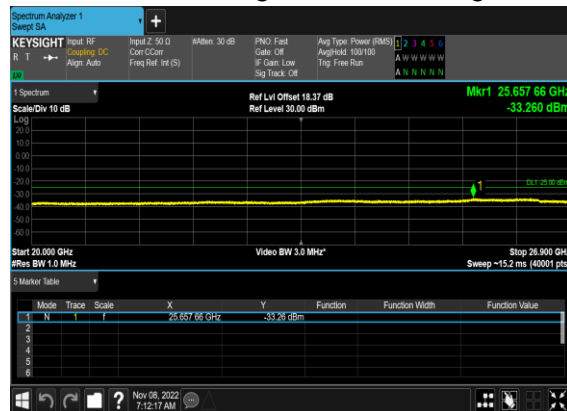 Spectrum Analyzer 1
Swept SA
+
KEYSIGHT Input: RF Input Z: 50 Ω #Atten: 30 dB PNO: Fast Avg Type: Power (RMS) 1 2 3 4 5 6
R T Coupling: DC Corr CCorr Gate: Off Avg|Hold: 100/100 A W W W W W
Align: Auto Freq Ref: Int (S) IF Gain: Low Trig: Free Run
LXI Sig Track: Off A N N N N N
1 Spectrum Ref Lvl Offset 18.37 dB Mkr1 25.657 66 GHz
Scale/Div 10 dB Ref Level 30.00 dBm -33.260 dBm
Log
20.0
10.0
0.00
-10.0
-20.0 1 DL1 25.00 dBm
-30.0
-40.0
-50.0
-60.0
Start 20.000 GHz Video BW 3.0 MHz* Stop 26.900 GHz
#Res BW 1.0 MHz Sweep ~15.2 ms (40001 pts)
5 Marker Table
Mode Trace Scale X Y Function Function Width Function Value
1 N 1 f 25.657 66 GHz -33.26 dBm
2
3
4
5
6
? Nov 08, 2022
7:12:17 AM